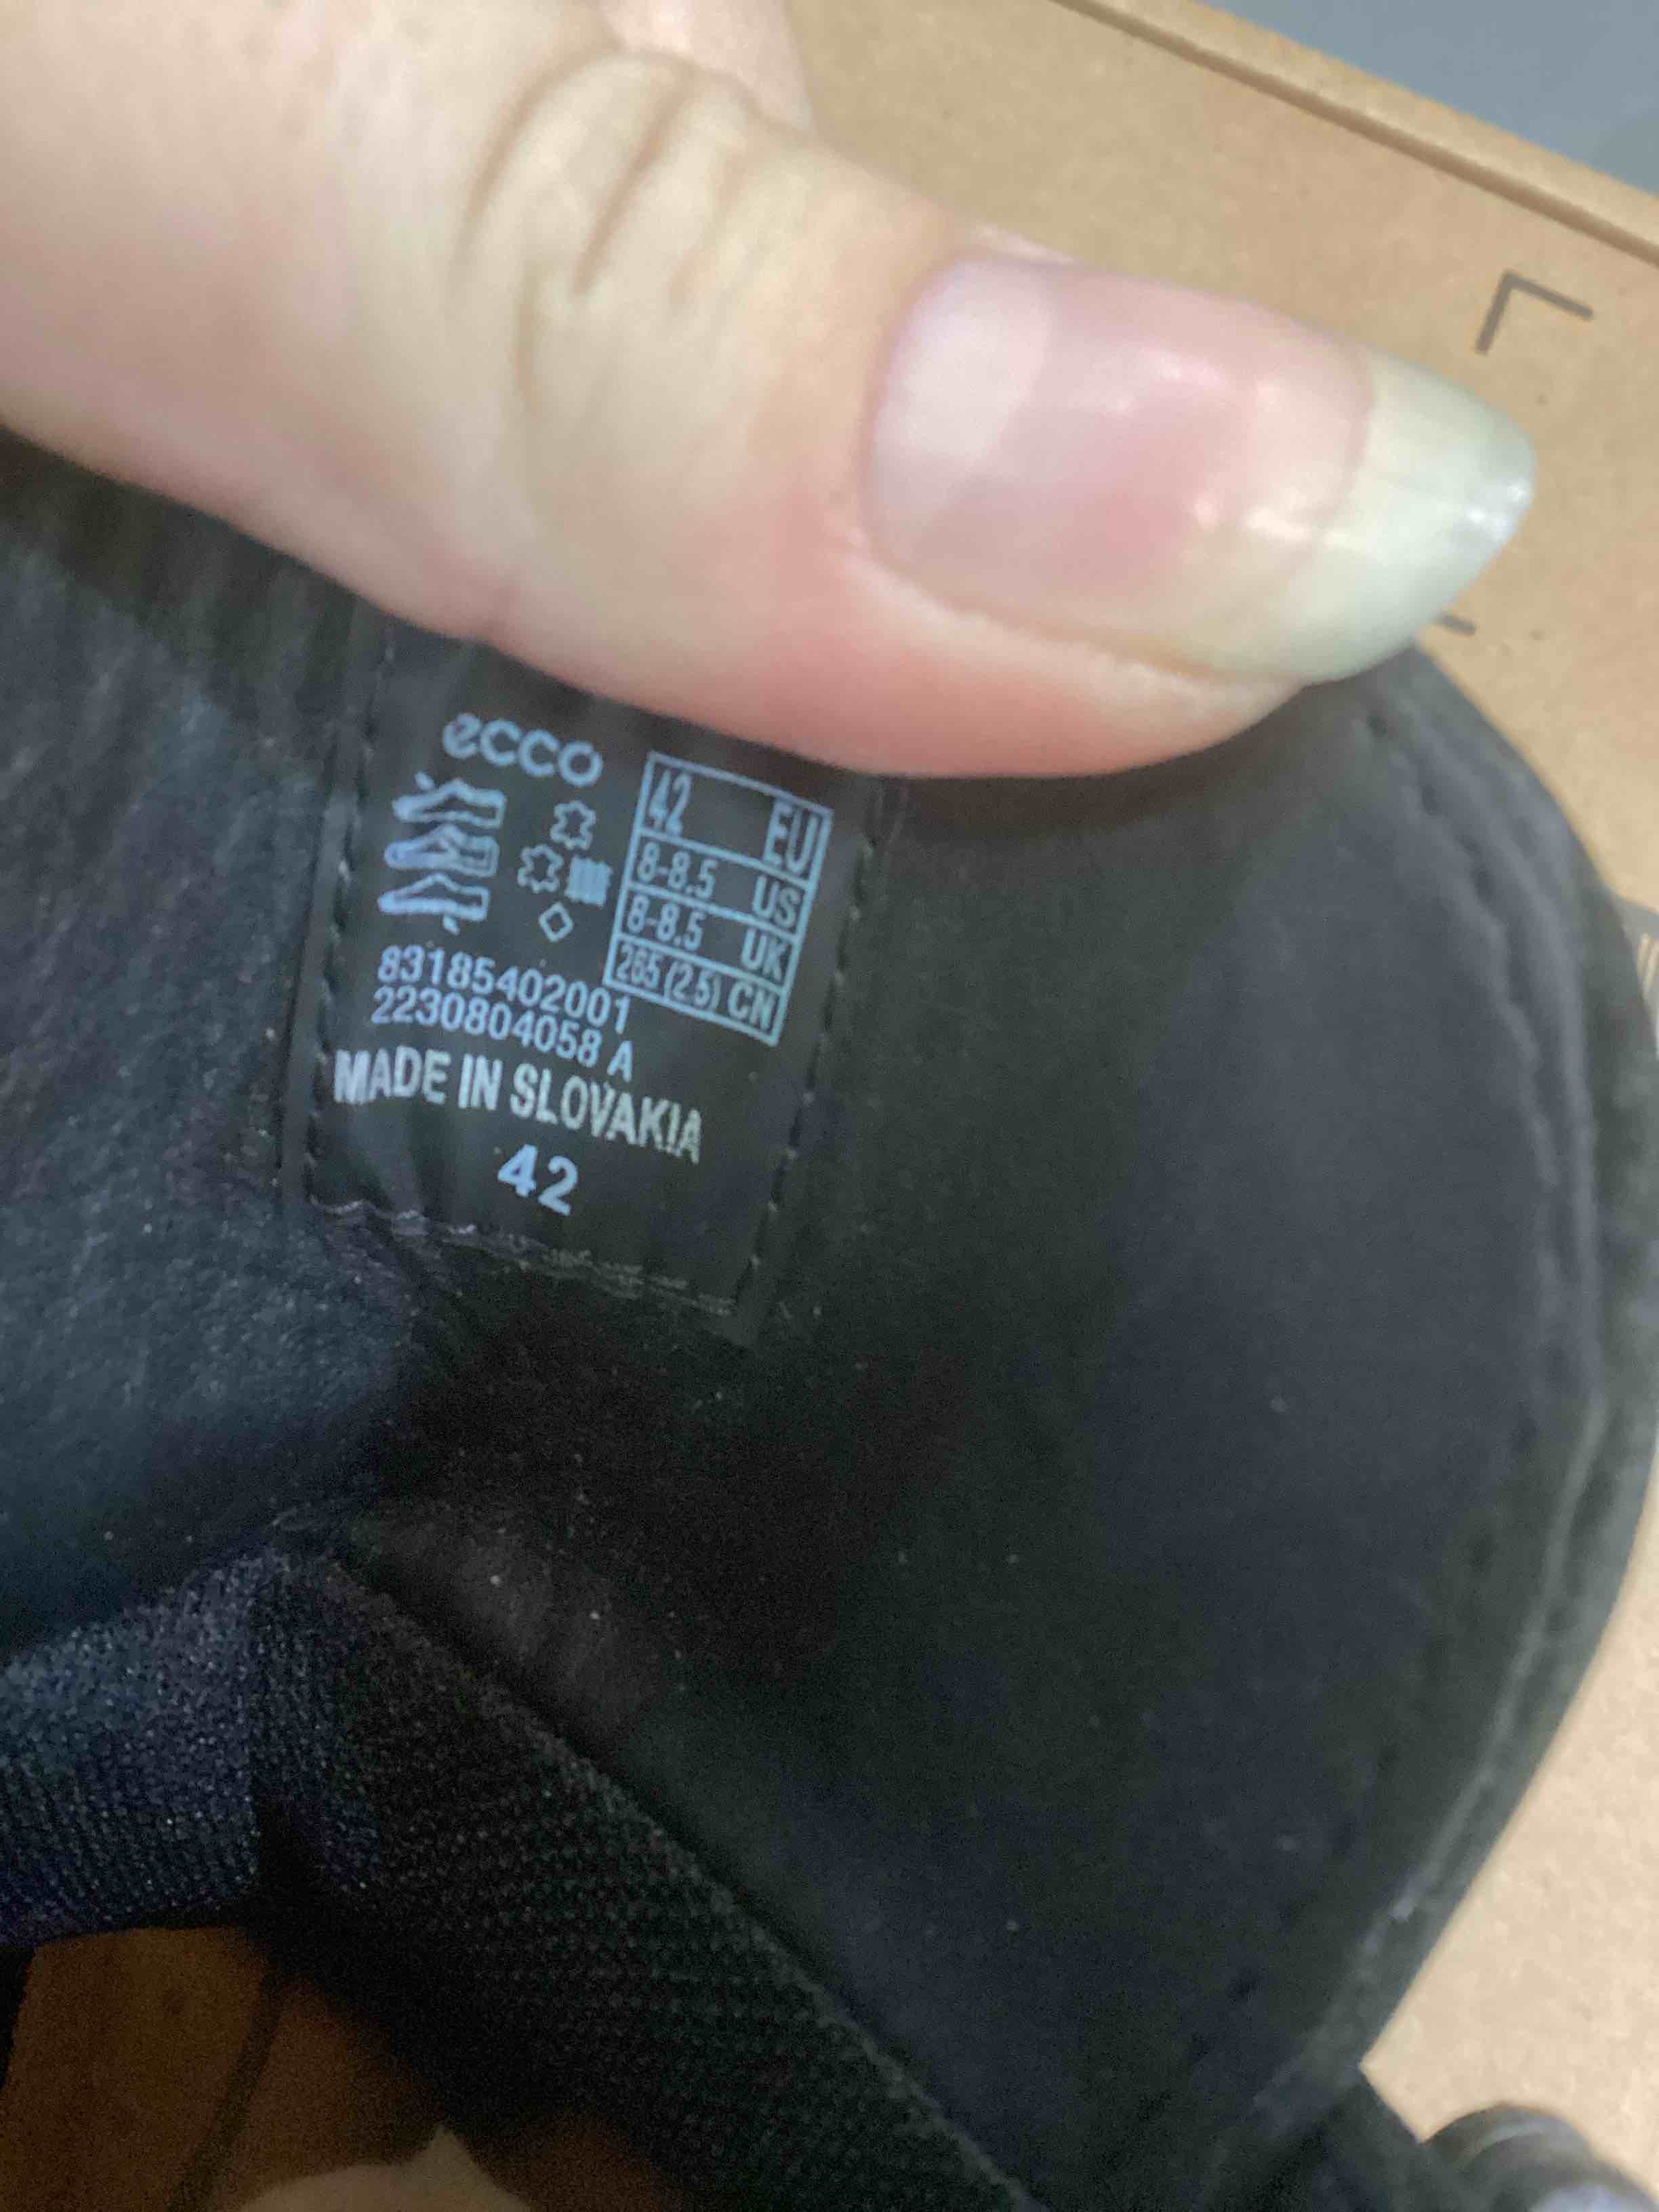 ecco
42 EU
8-8.5 US
8-8.5 UK
265 (2.5) CN
83185402001
2230804058 A
MADE IN SLOVAKIA
42